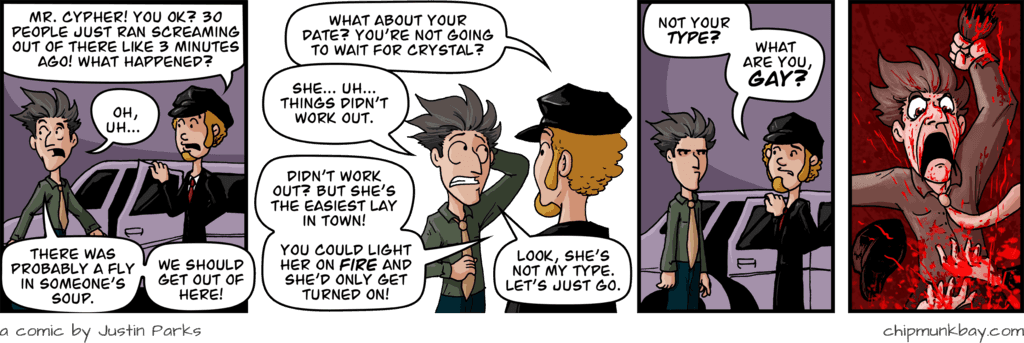 MR. CYPHER! YOU OK? 30
PEOPLE JUST RAN SCREAMING
OUT OF THERE LIKE 3 MINUTES
AGO! WHAT HAPPENED?
OH,
UH...
THERE WAS
PROBABLY A FLY
IN SOMEONE'S
SOUP.
WE SHOULD
GET OUT OF
HERE!
WHAT ABOUT YOUR
DATE? YOU'RE NOT GOING
TO WAIT FOR CRYSTAL?
SHE... UH...
THINGS DIDN'T
WORK OUT.
DIDN'T WORK
OUT? BUT SHE'S
THE EASIEST LAY
IN TOWN!
YOU COULD LIGHT
HER ON FIRE AND
SHE'D ONLY GET
TURNED ON!
LOOK, SHE'S
NOT MY TYPE.
LET'S JUST GO.
NOT YOUR
TYPE?
WHAT
ARE YOU,
GAY?
a comic by Justin Parks
chipmunkbay.com